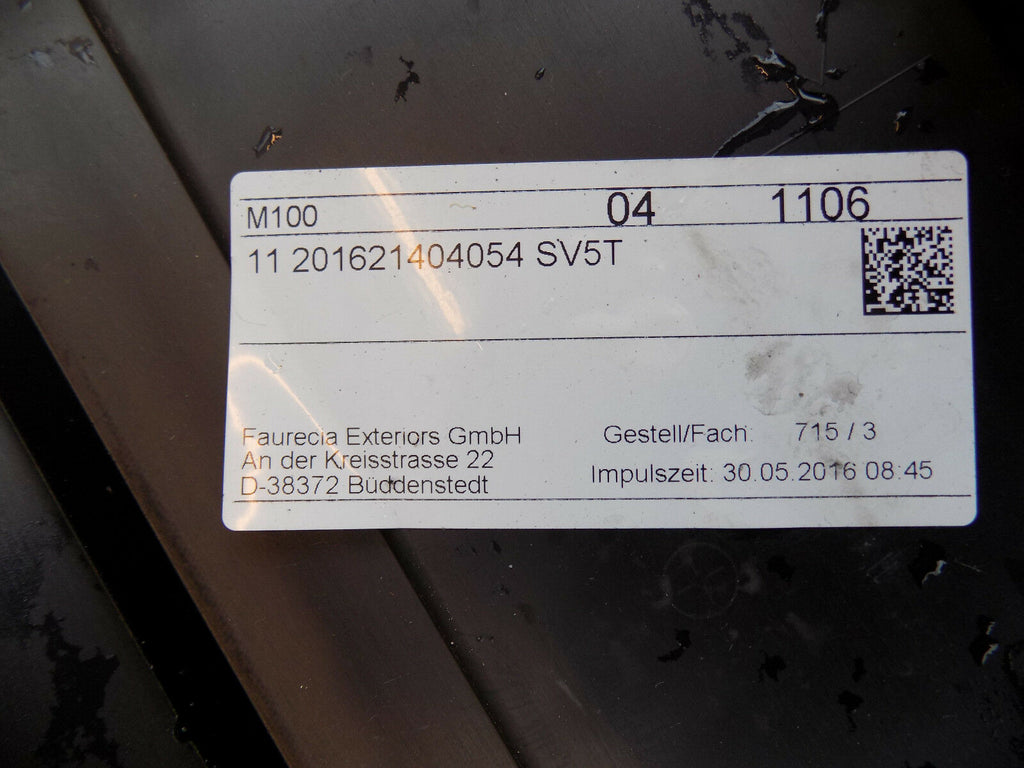 M100 04 1106
11 201621404054 SV5T
Faurecia Exteriors GmbH
An der Kreisstrasse 22
D-38372 Büddenstedt
Gestell/Fach: 715 / 3
Impulszeit: 30.05.2016 08:45